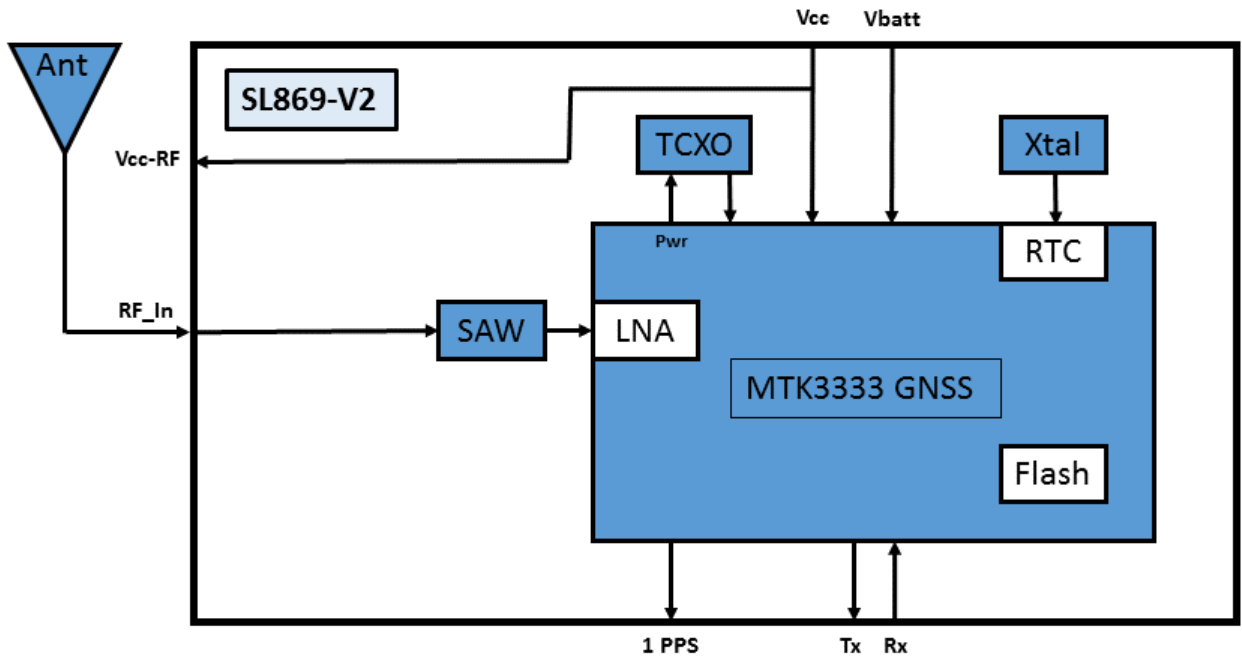 Vcc Vbatt
Ant
SL869-V2
TCXO
Xtal
Vcc-RF
Pwr
RTC
RF_In
SAW
LNA
MTK3333 GNSS
Flash
1 PPS
Tx
Rx